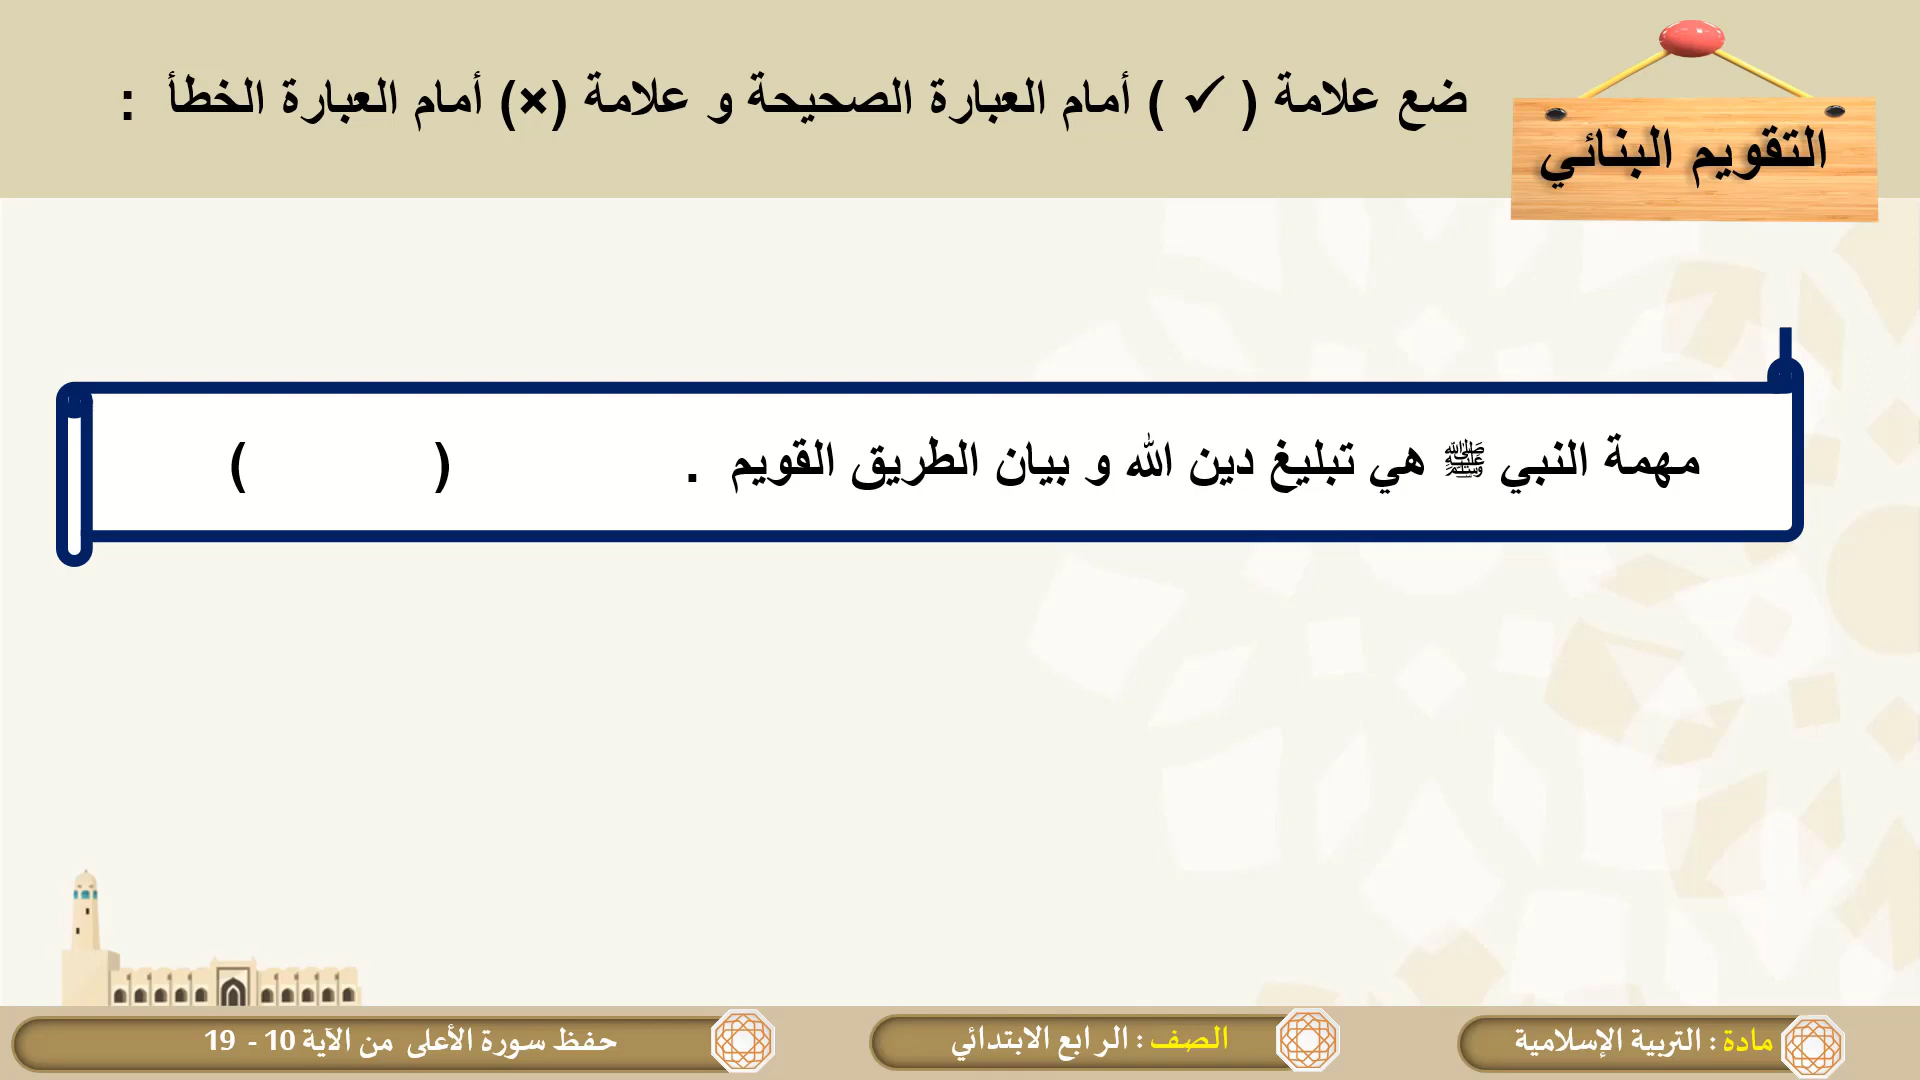 التقويم البنائي
ضع علامة ( ✓ ) أمام العبارة الصحيحة و علامة (×) أمام العبارة الخطأ :
مهمة النبي ﷺ هي تبليغ دين الله و بيان الطريق القويم . ( )
مادة : التربية الإسلامية
الصف : الرابع الابتدائي
حفظ سورة الأعلى من الآية 10 - 19